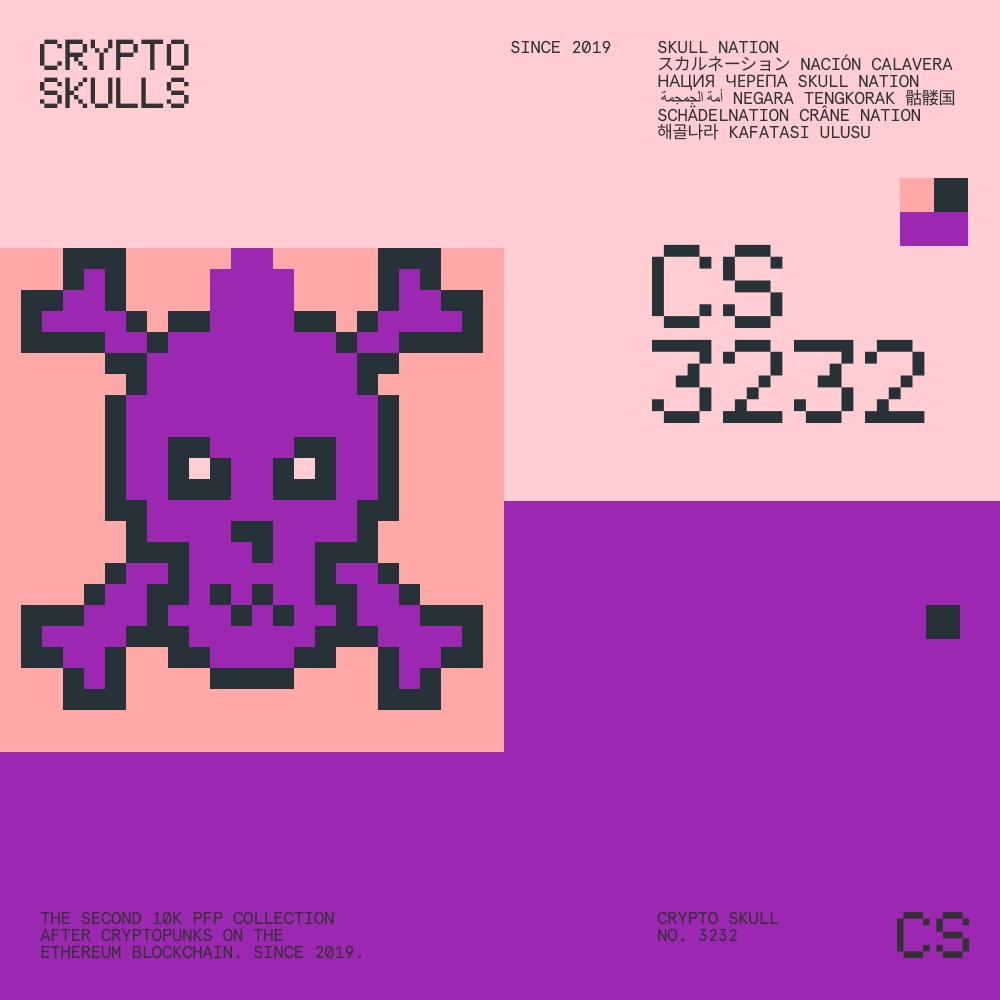 CRYPTO
SKULLS
SINCE 2019
SKULL NATION
スカルネーション NACIÓN CALAVERA
НАЦИЯ ЧЕРЕПА SKULL NATION
أمة الجمجمة NEGARA TENGKORAK 骷髅国
SCHÄDELNATION CRÂNE NATION
해골나라 KAFATASI ULUSU
CS
3232
THE SECOND 10K PFP COLLECTION
AFTER CRYPTOPUNKS ON THE
ETHEREUM BLOCKCHAIN. SINCE 2019.
CRYPTO SKULL
NO. 3232
CS